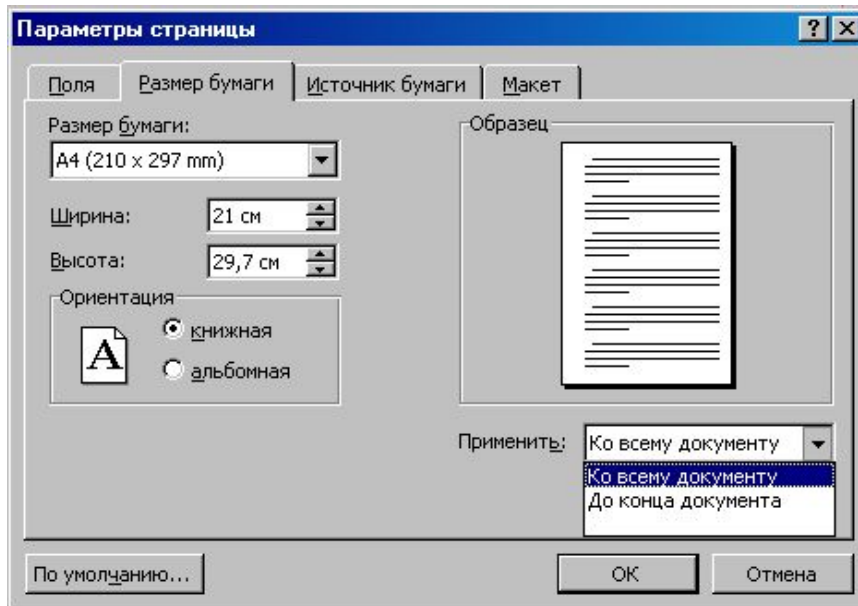 Параметры страницы
Поля Размер бумаги Источник бумаги Макет
Размер бумаги:
A4 (210 x 297 mm)
Ширина: 21 см
Высота: 29,7 см
Ориентация
A
книжная
альбомная
Образец
Применить: Ко всему документу
Ко всему документу
До конца документа
По умолчанию... ОК Отмена